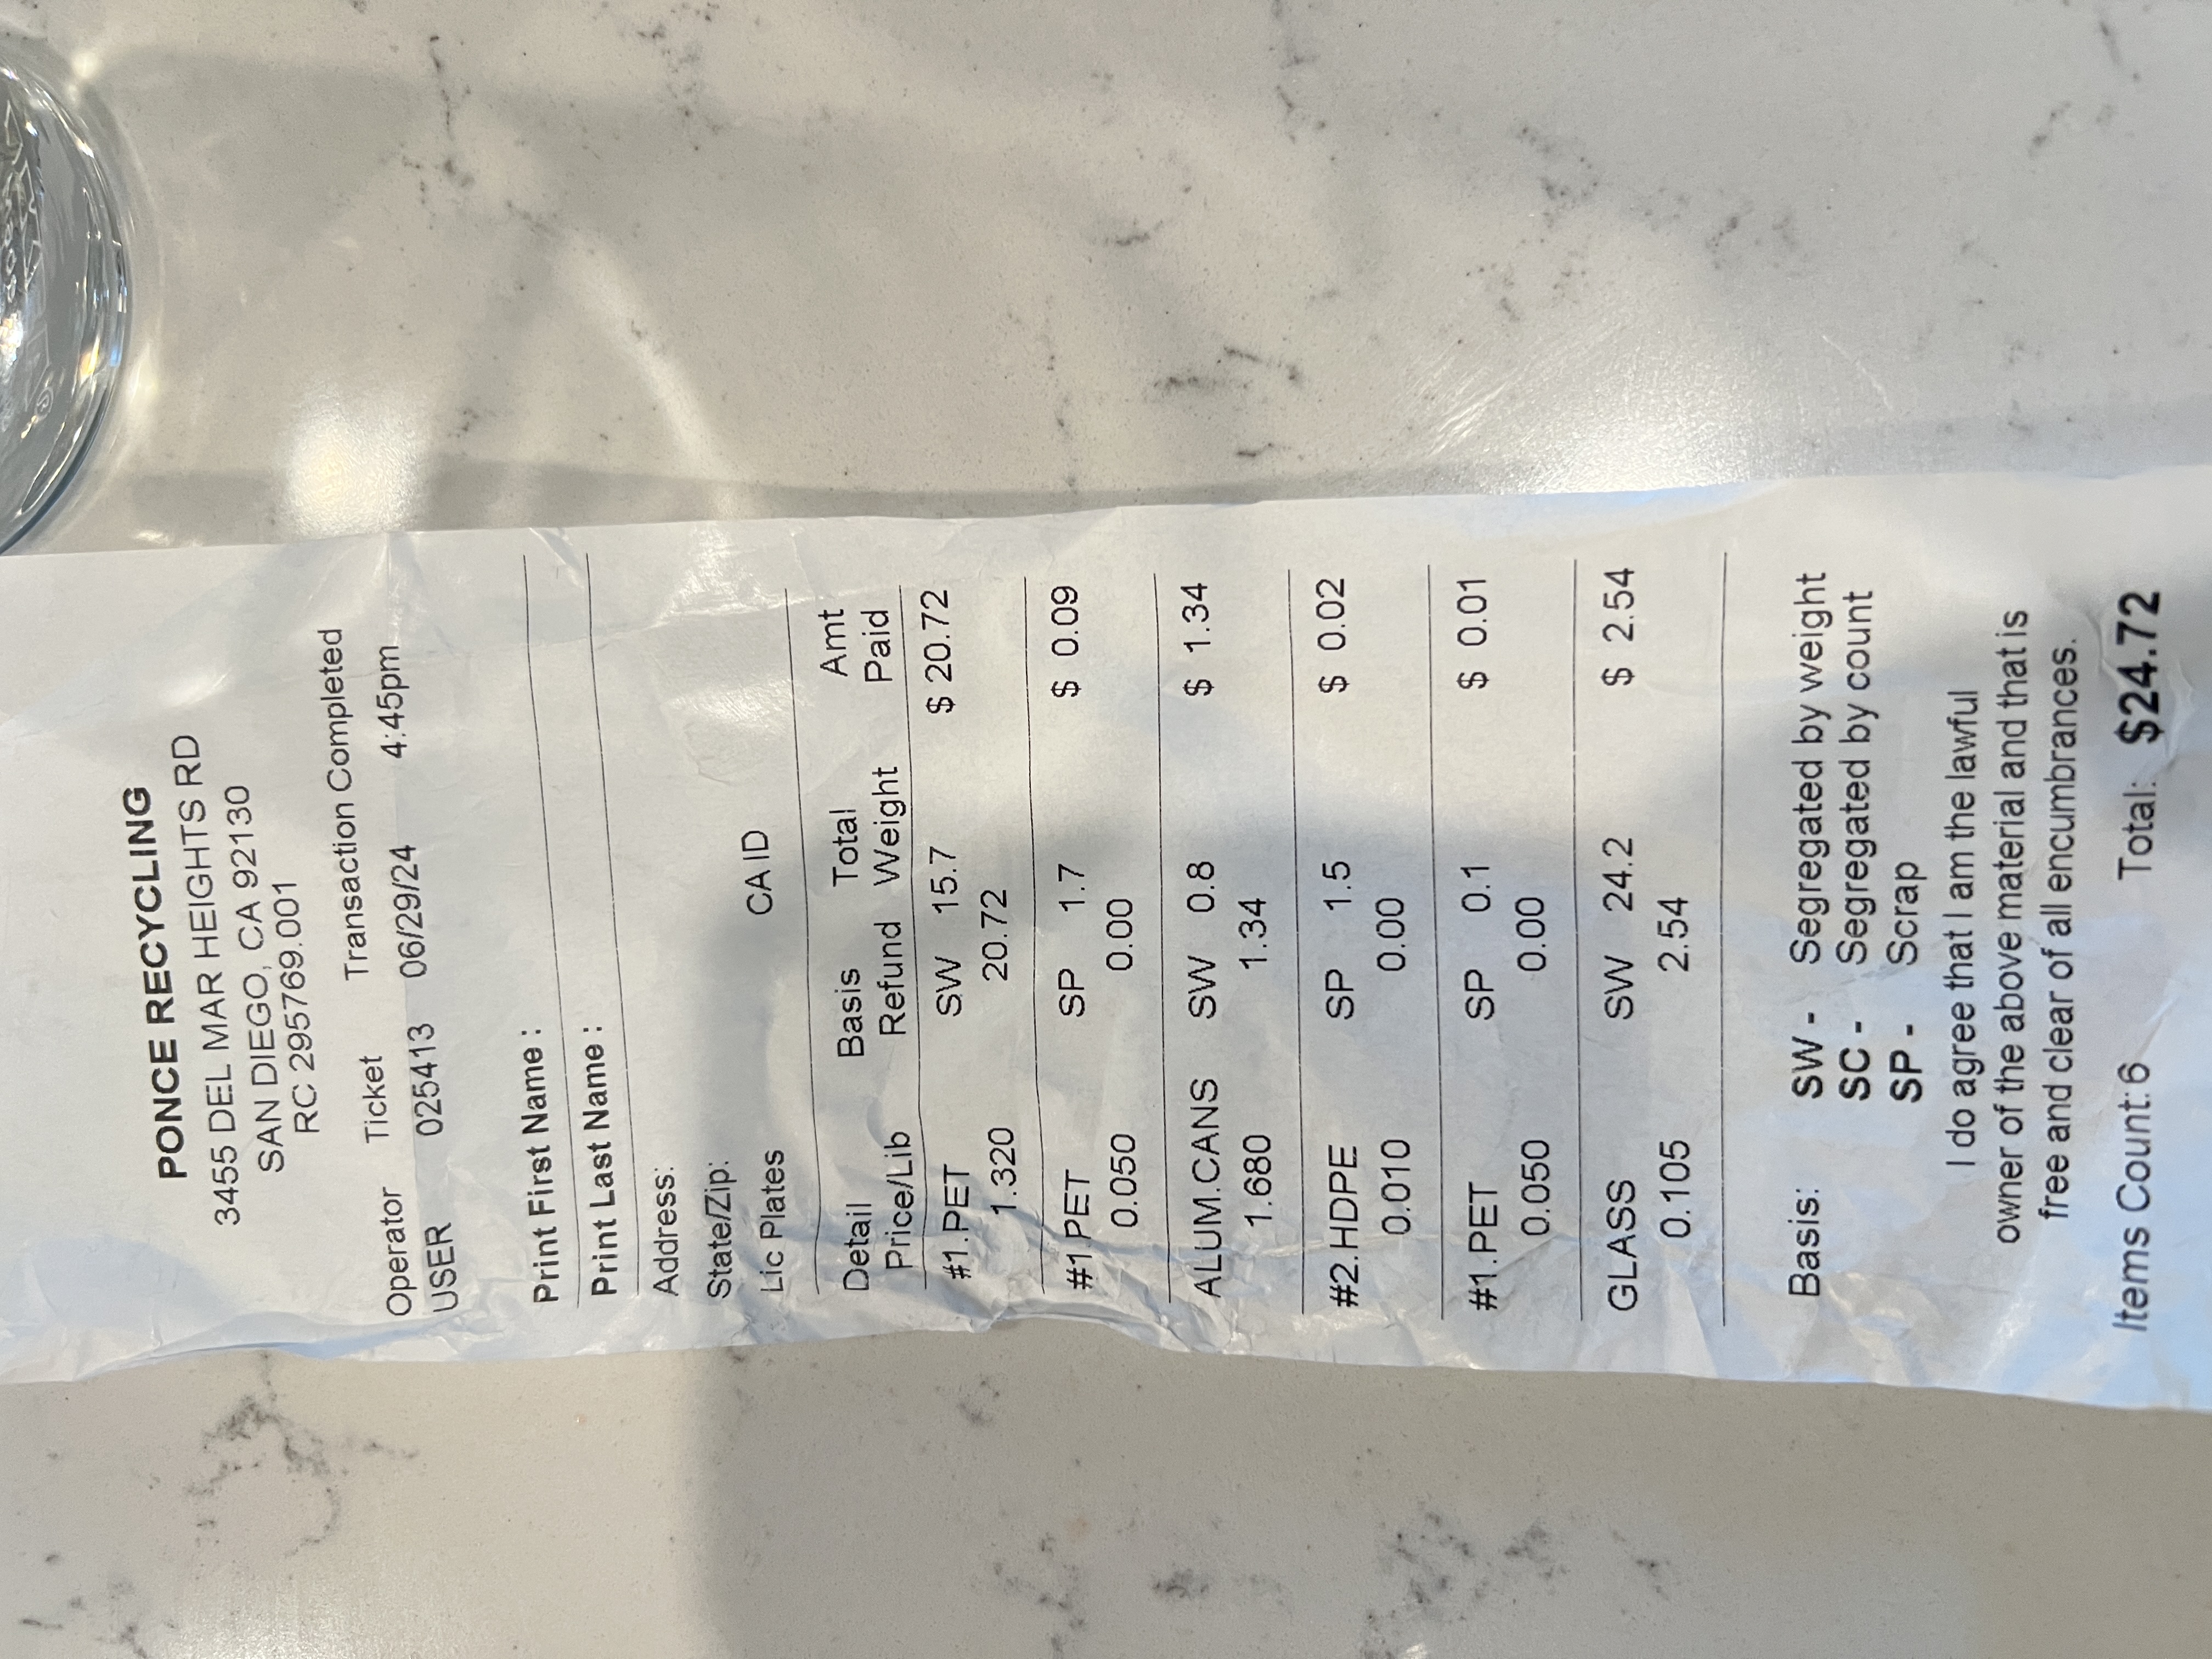 PONCE RECYCLING
3455 DEL MAR HEIGHTS RD
SAN DIEGO, CA 92130
RC 295769.001
Operator Ticket Transaction Completed
USER 025413 06/29/24 4:45pm
Print First Name :
Print Last Name :
Address:
State/Zip:
Lic Plates CA ID
Detail Basis Total Amt
Price/Lib Refund Weight Paid
#1.PET SW 15.7 $ 20.72
1.320 20.72
#1 PET SP 1.7 $ 0.09
0.050 0.00
ALUM.CANS SW 0.8 $ 1.34
1.680 1.34
#2.HDPE SP 1.5 $ 0.02
0.010 0.00
#1.PET SP 0.1 $ 0.01
0.050 0.00
GLASS SW 24.2 $ 2.54
0.105 2.54
Basis: SW - Segregated by weight
SC - Segregated by count
SP - Scrap
I do agree that I am the lawful
owner of the above material and that is
free and clear of all encumbrances.
Items Count: 6 Total: $24.72